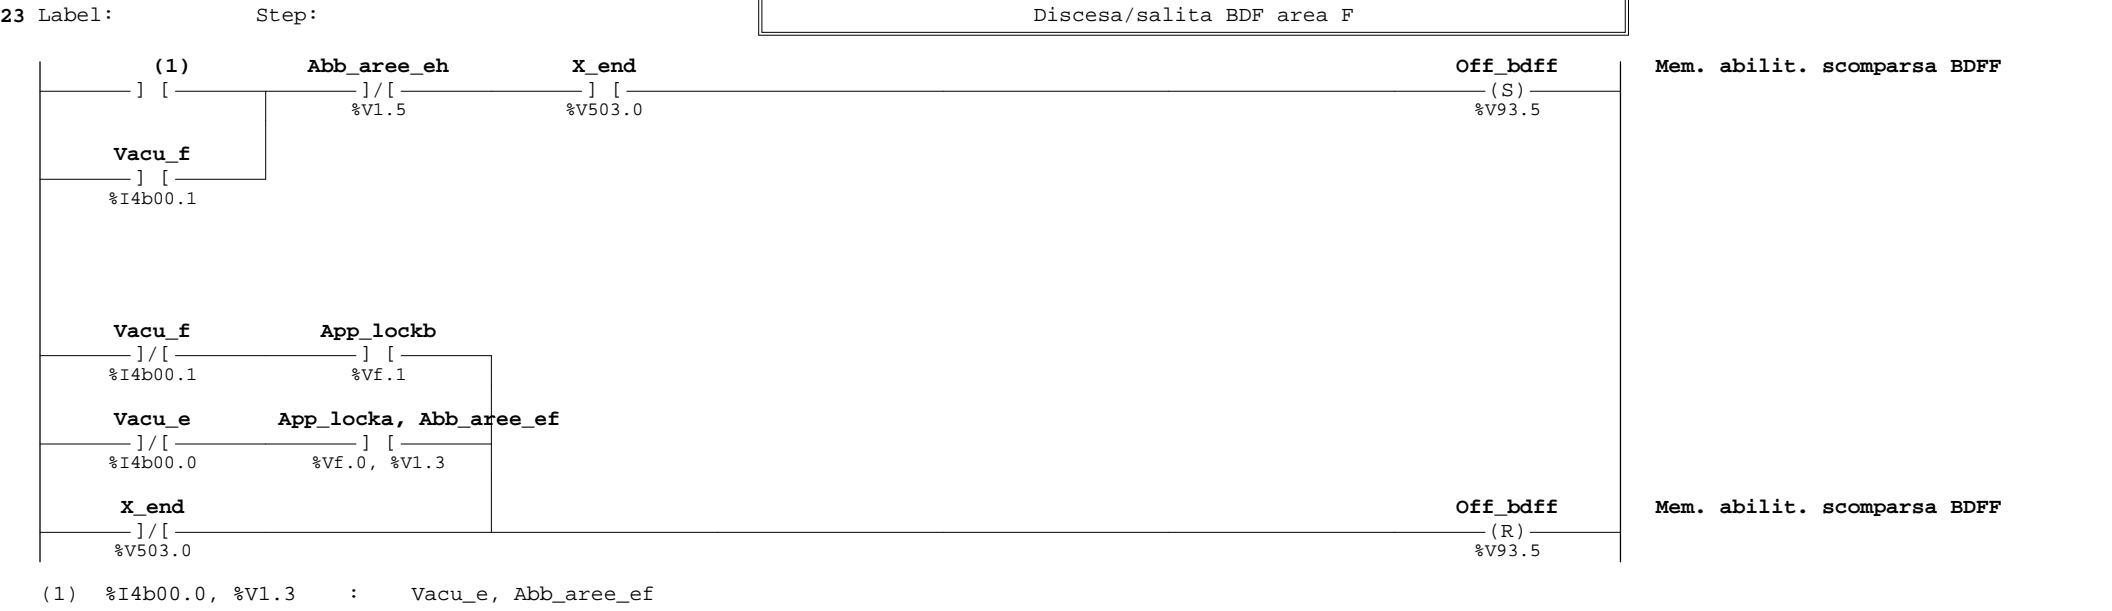 23 Label: Step: Discesa/salita BDF area F
(1) Abb_aree_eh X_end Off_bdff Mem. abilit. scomparsa BDFF
] [ ]/[ ] [ (S)
%V1.5 %V503.0 %V93.5
Vacu_f
] [
%I4b00.1
Vacu_f App_lockb
]/[ ] [
%I4b00.1 %Vf.1
Vacu_e App_locka, Abb_aree_ef
]/[ ] [
%I4b00.0 %Vf.0, %V1.3
X_end Off_bdff Mem. abilit. scomparsa BDFF
]/[ (R)
%V503.0 %V93.5
(1) %I4b00.0, %V1.3 : Vacu_e, Abb_aree_ef